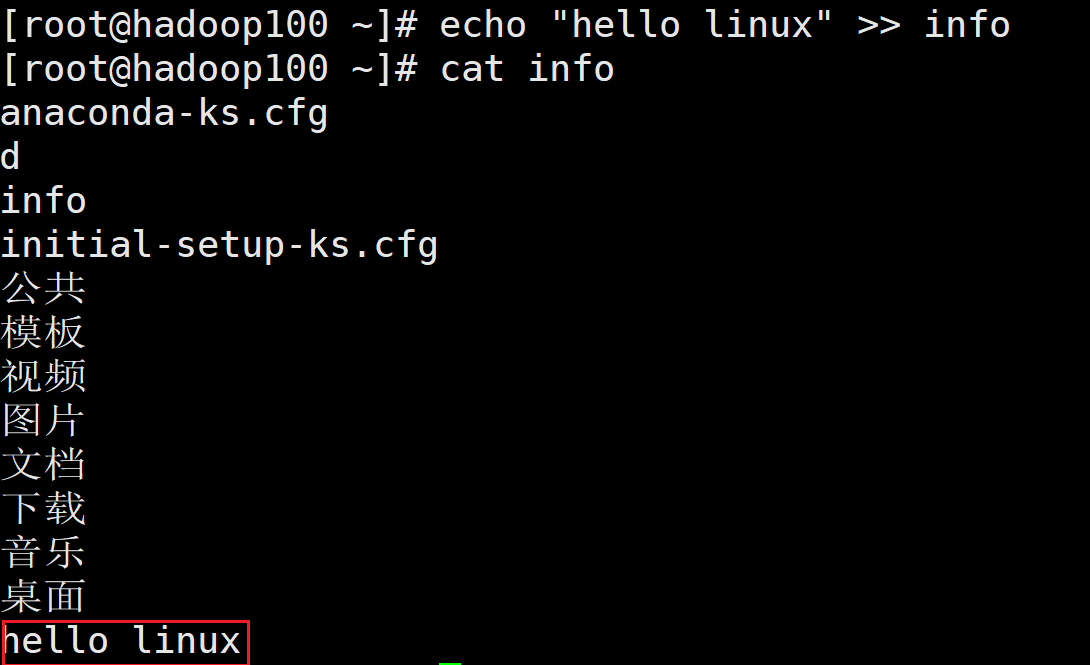 [root@hadoop100 ~]# echo "hello linux" >> info
[root@hadoop100 ~]# cat info
anaconda-ks.cfg
d
info
initial-setup-ks.cfg
公共
模板
视频
图片
文档
下载
音乐
桌面
hello linux